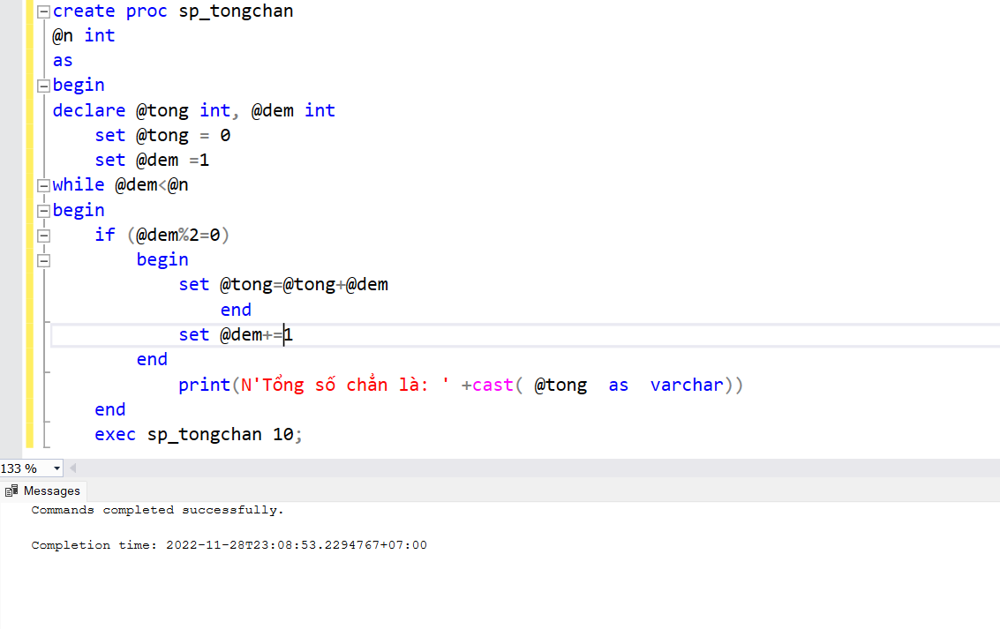 create proc sp_tongchan
@n int
as
begin
declare @tong int, @dem int
set @tong = 0
set @dem =1
while @dem<@n
begin
if (@dem%2=0)
begin
set @tong=@tong+@dem
end
set @dem+=1
end
print(N'Tổng số chẳn là: ' +cast( @tong  as  varchar))
end
exec sp_tongchan 10;
133 %
Messages
Commands completed successfully.
Completion time: 2022-11-28T23:08:53.2294767+07:00